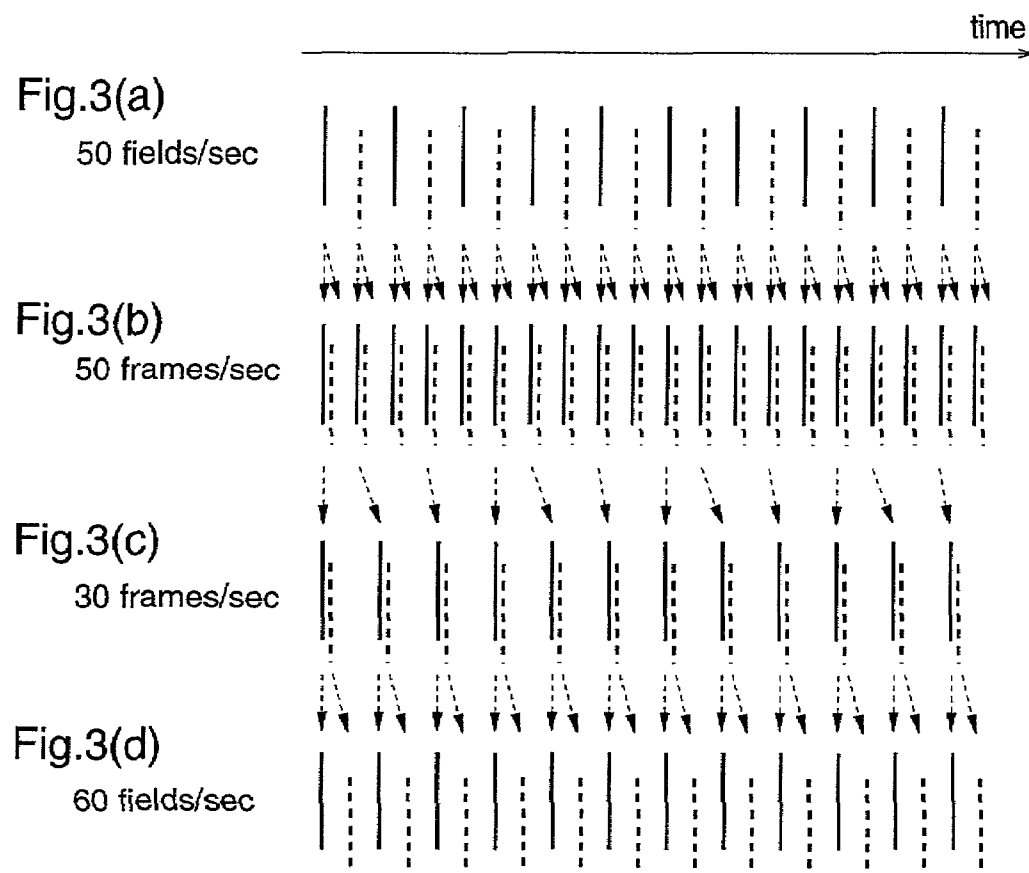 time
Fig.3(a)
50 fields/sec
Fig.3(b)
50 frames/sec
Fig.3(c)
30 frames/sec
Fig.3(d)
60 fields/sec